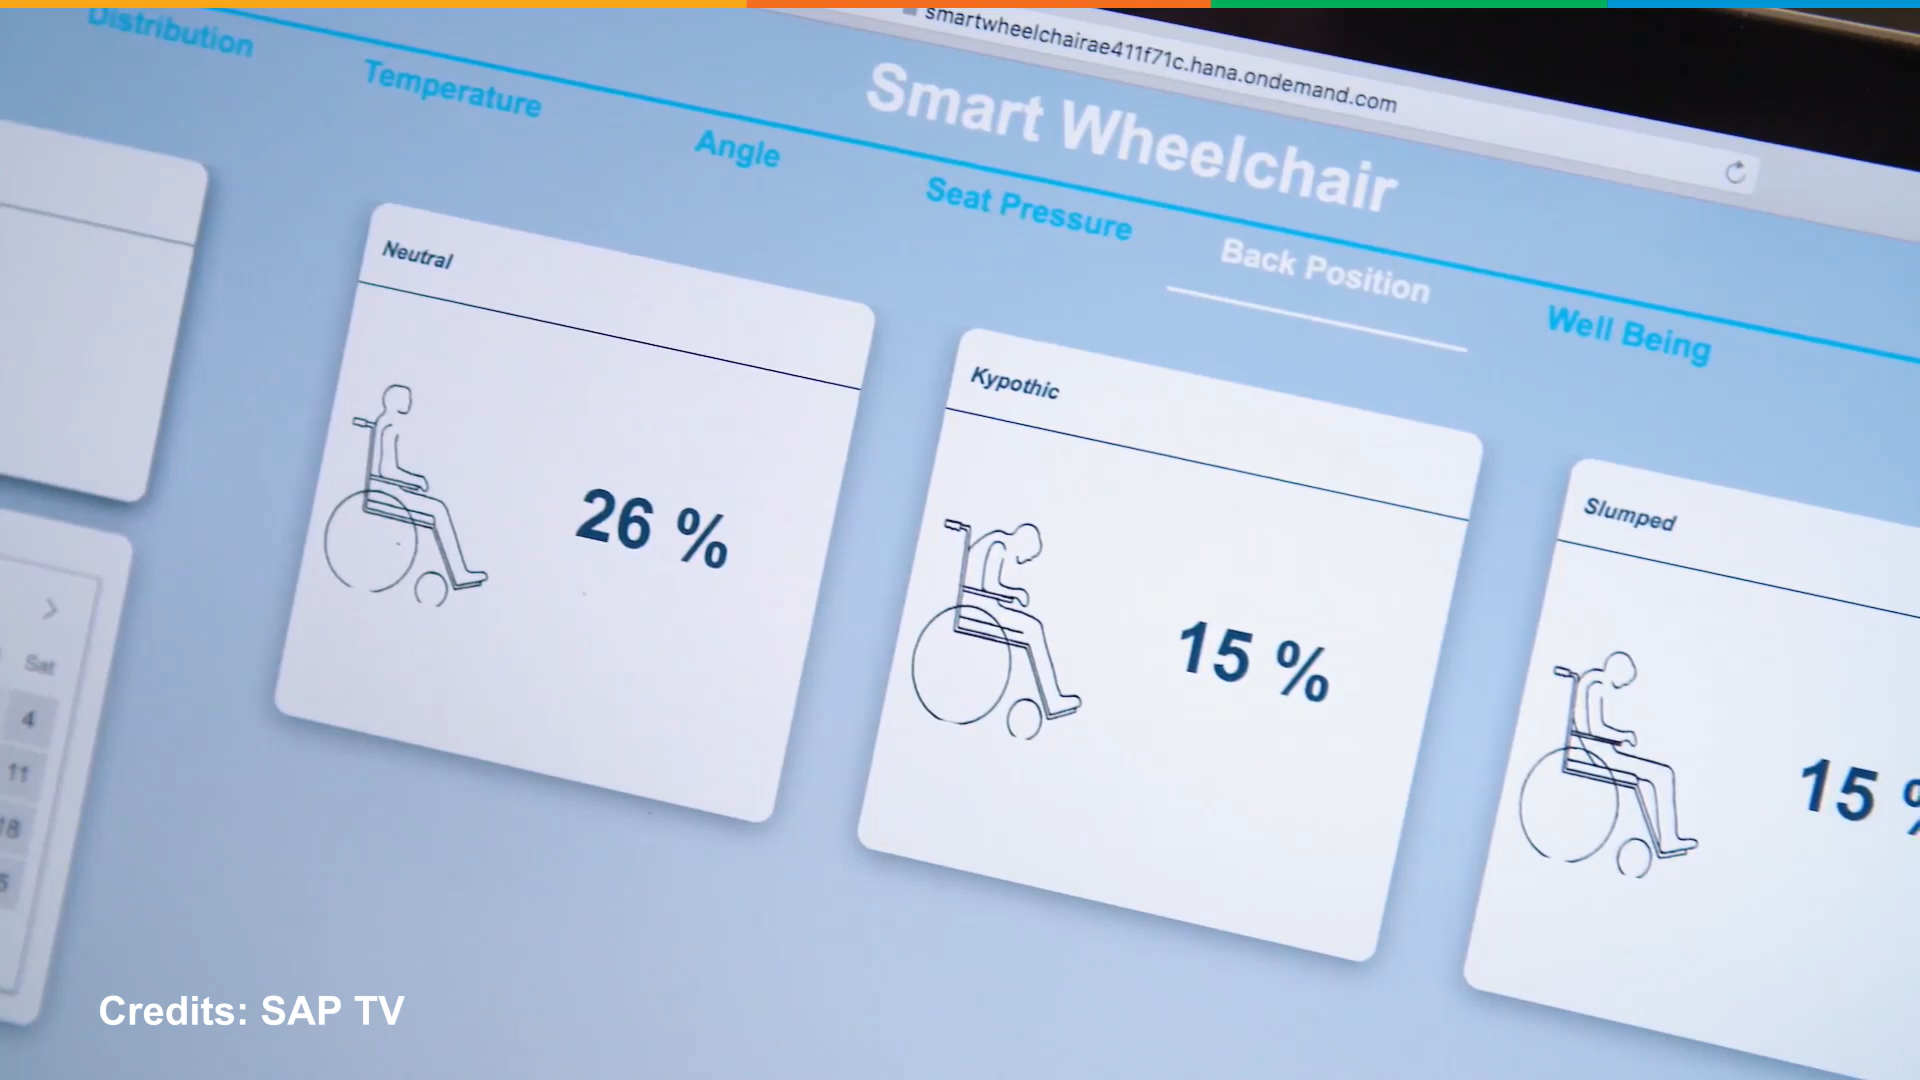 smartwheelchairae411f71c.hana.ondemand.com
Smart Wheelchair
Distribution
Temperature
Angle
Seat Pressure
Back Position
Well Being
Neutral
26 %
Kypothic
15 %
Slumped
15 %
Sat
4
11
18
5
Credits: SAP TV